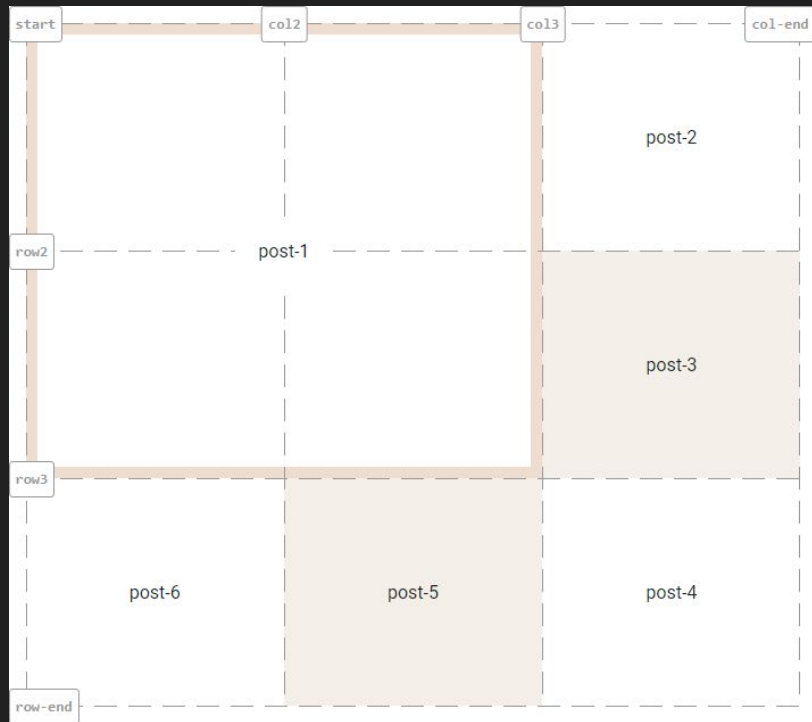 start
col2
col3
col-end
post-2
row2
post-1
post-3
row3
post-6
post-5
post-4
row-end